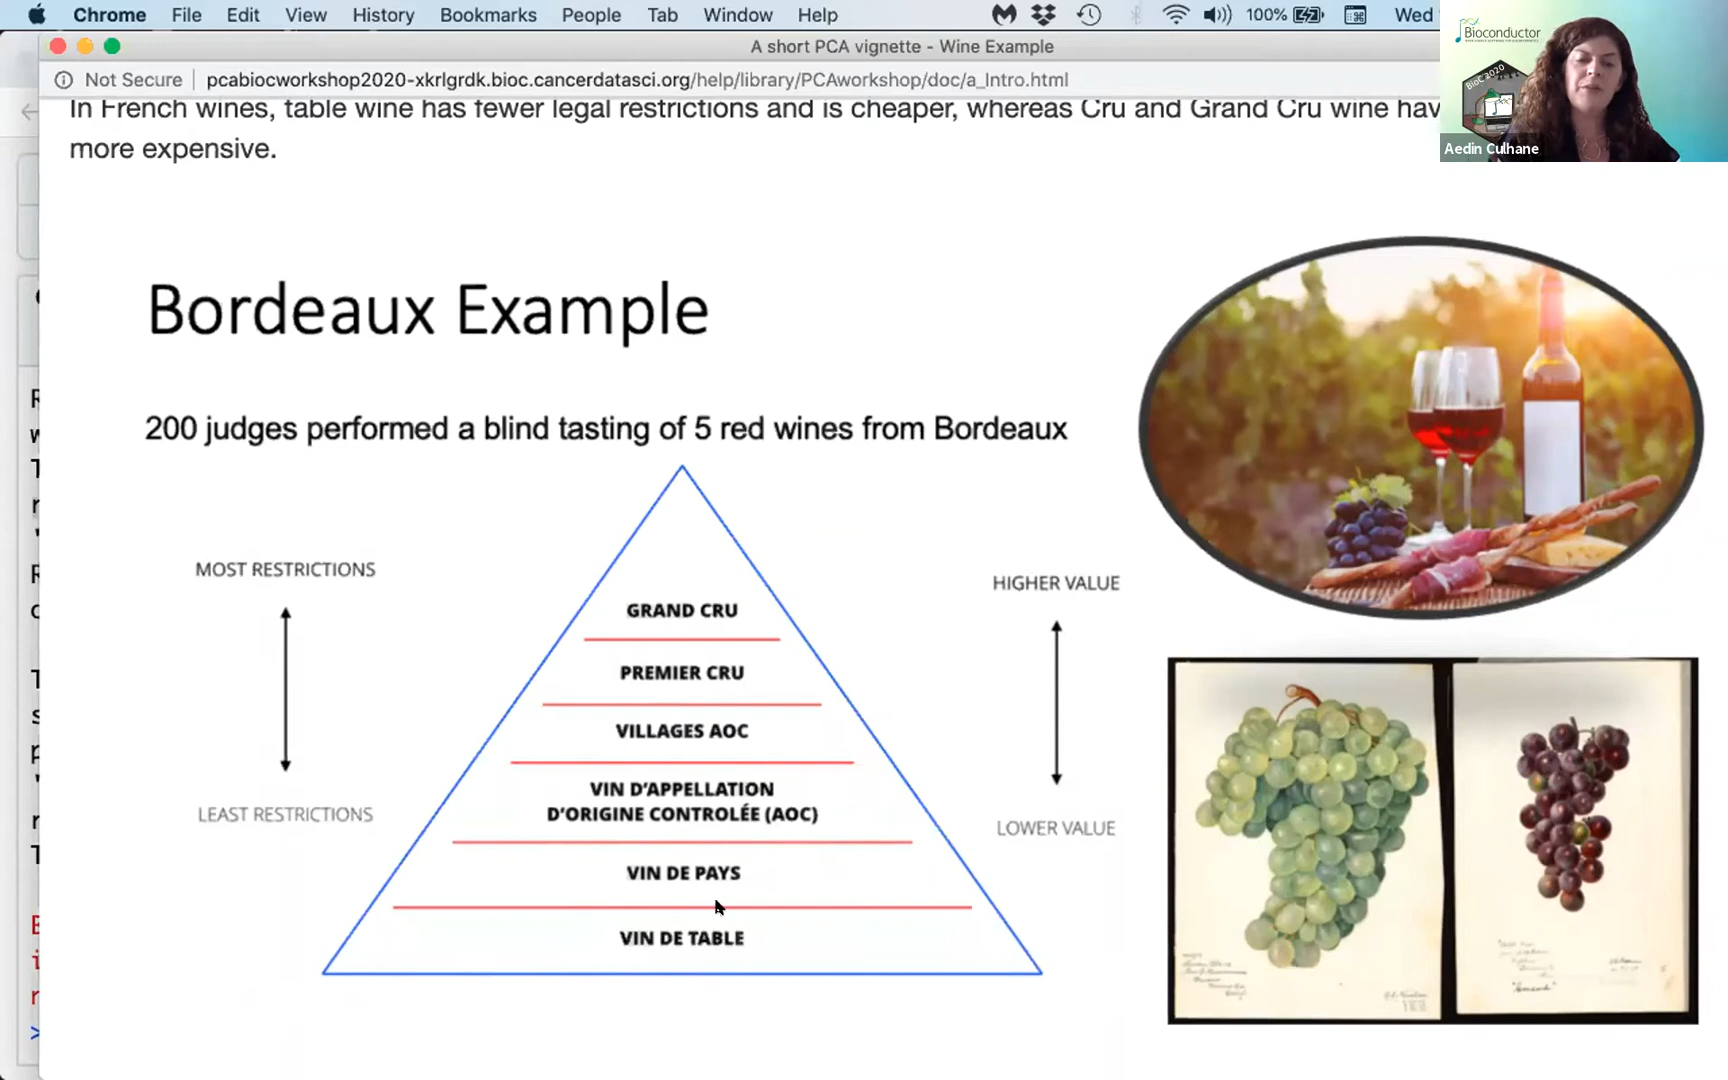 Chrome File Edit View History Bookmarks People Tab Window Help 100% Wed
A short PCA vignette - Wine Example
Not Secure pcabiocworkshop2020-xkrlgrdk.bioc.cancerdatasci.org/help/library/PCAworkshop/doc/a_Intro.html
Bioconductor
BioC 2020
Aedin Culhane
In French wines, table wine has fewer legal restrictions and is cheaper, whereas Cru and Grand Cru wine hav
more expensive.
Bordeaux Example
200 judges performed a blind tasting of 5 red wines from Bordeaux
MOST RESTRICTIONS
LEAST RESTRICTIONS
GRAND CRU
PREMIER CRU
VILLAGES AOC
VIN D'APPELLATION
D'ORIGINE CONTROLÉE (AOC)
VIN DE PAYS
VIN DE TABLE
HIGHER VALUE
LOWER VALUE